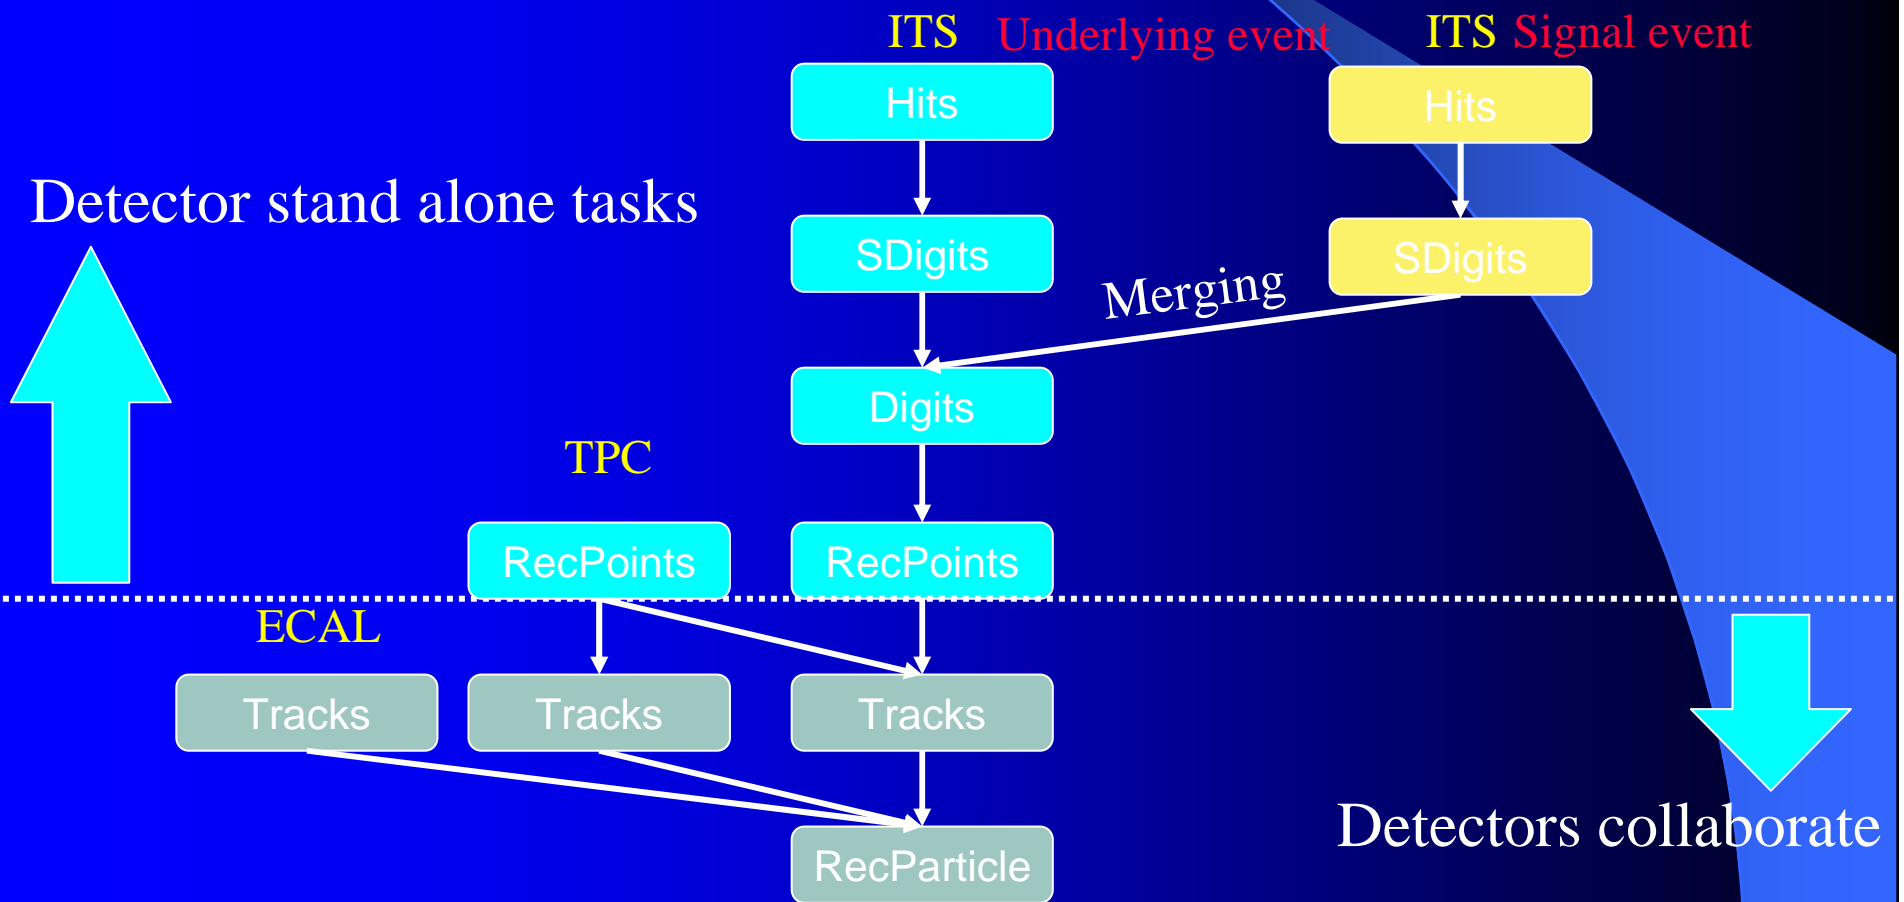 ITS Underlying event ITS Signal event
Hits Hits
Detector stand alone tasks
SDigits SDigits
Merging
Digits
TPC
RecPoints RecPoints
ECAL
Tracks Tracks Tracks
Detectors collaborate
RecParticle